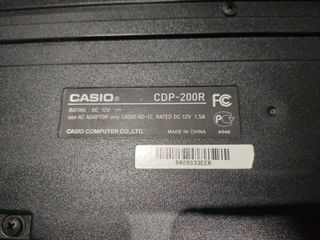 CASIO® CDP-200R FC
RATING : DC 12V
use AC ADAPTOR only CASIO AD-12, RATED DC 12V 1.5A
CASIO COMPUTER CO.,LTD. MADE IN CHINA